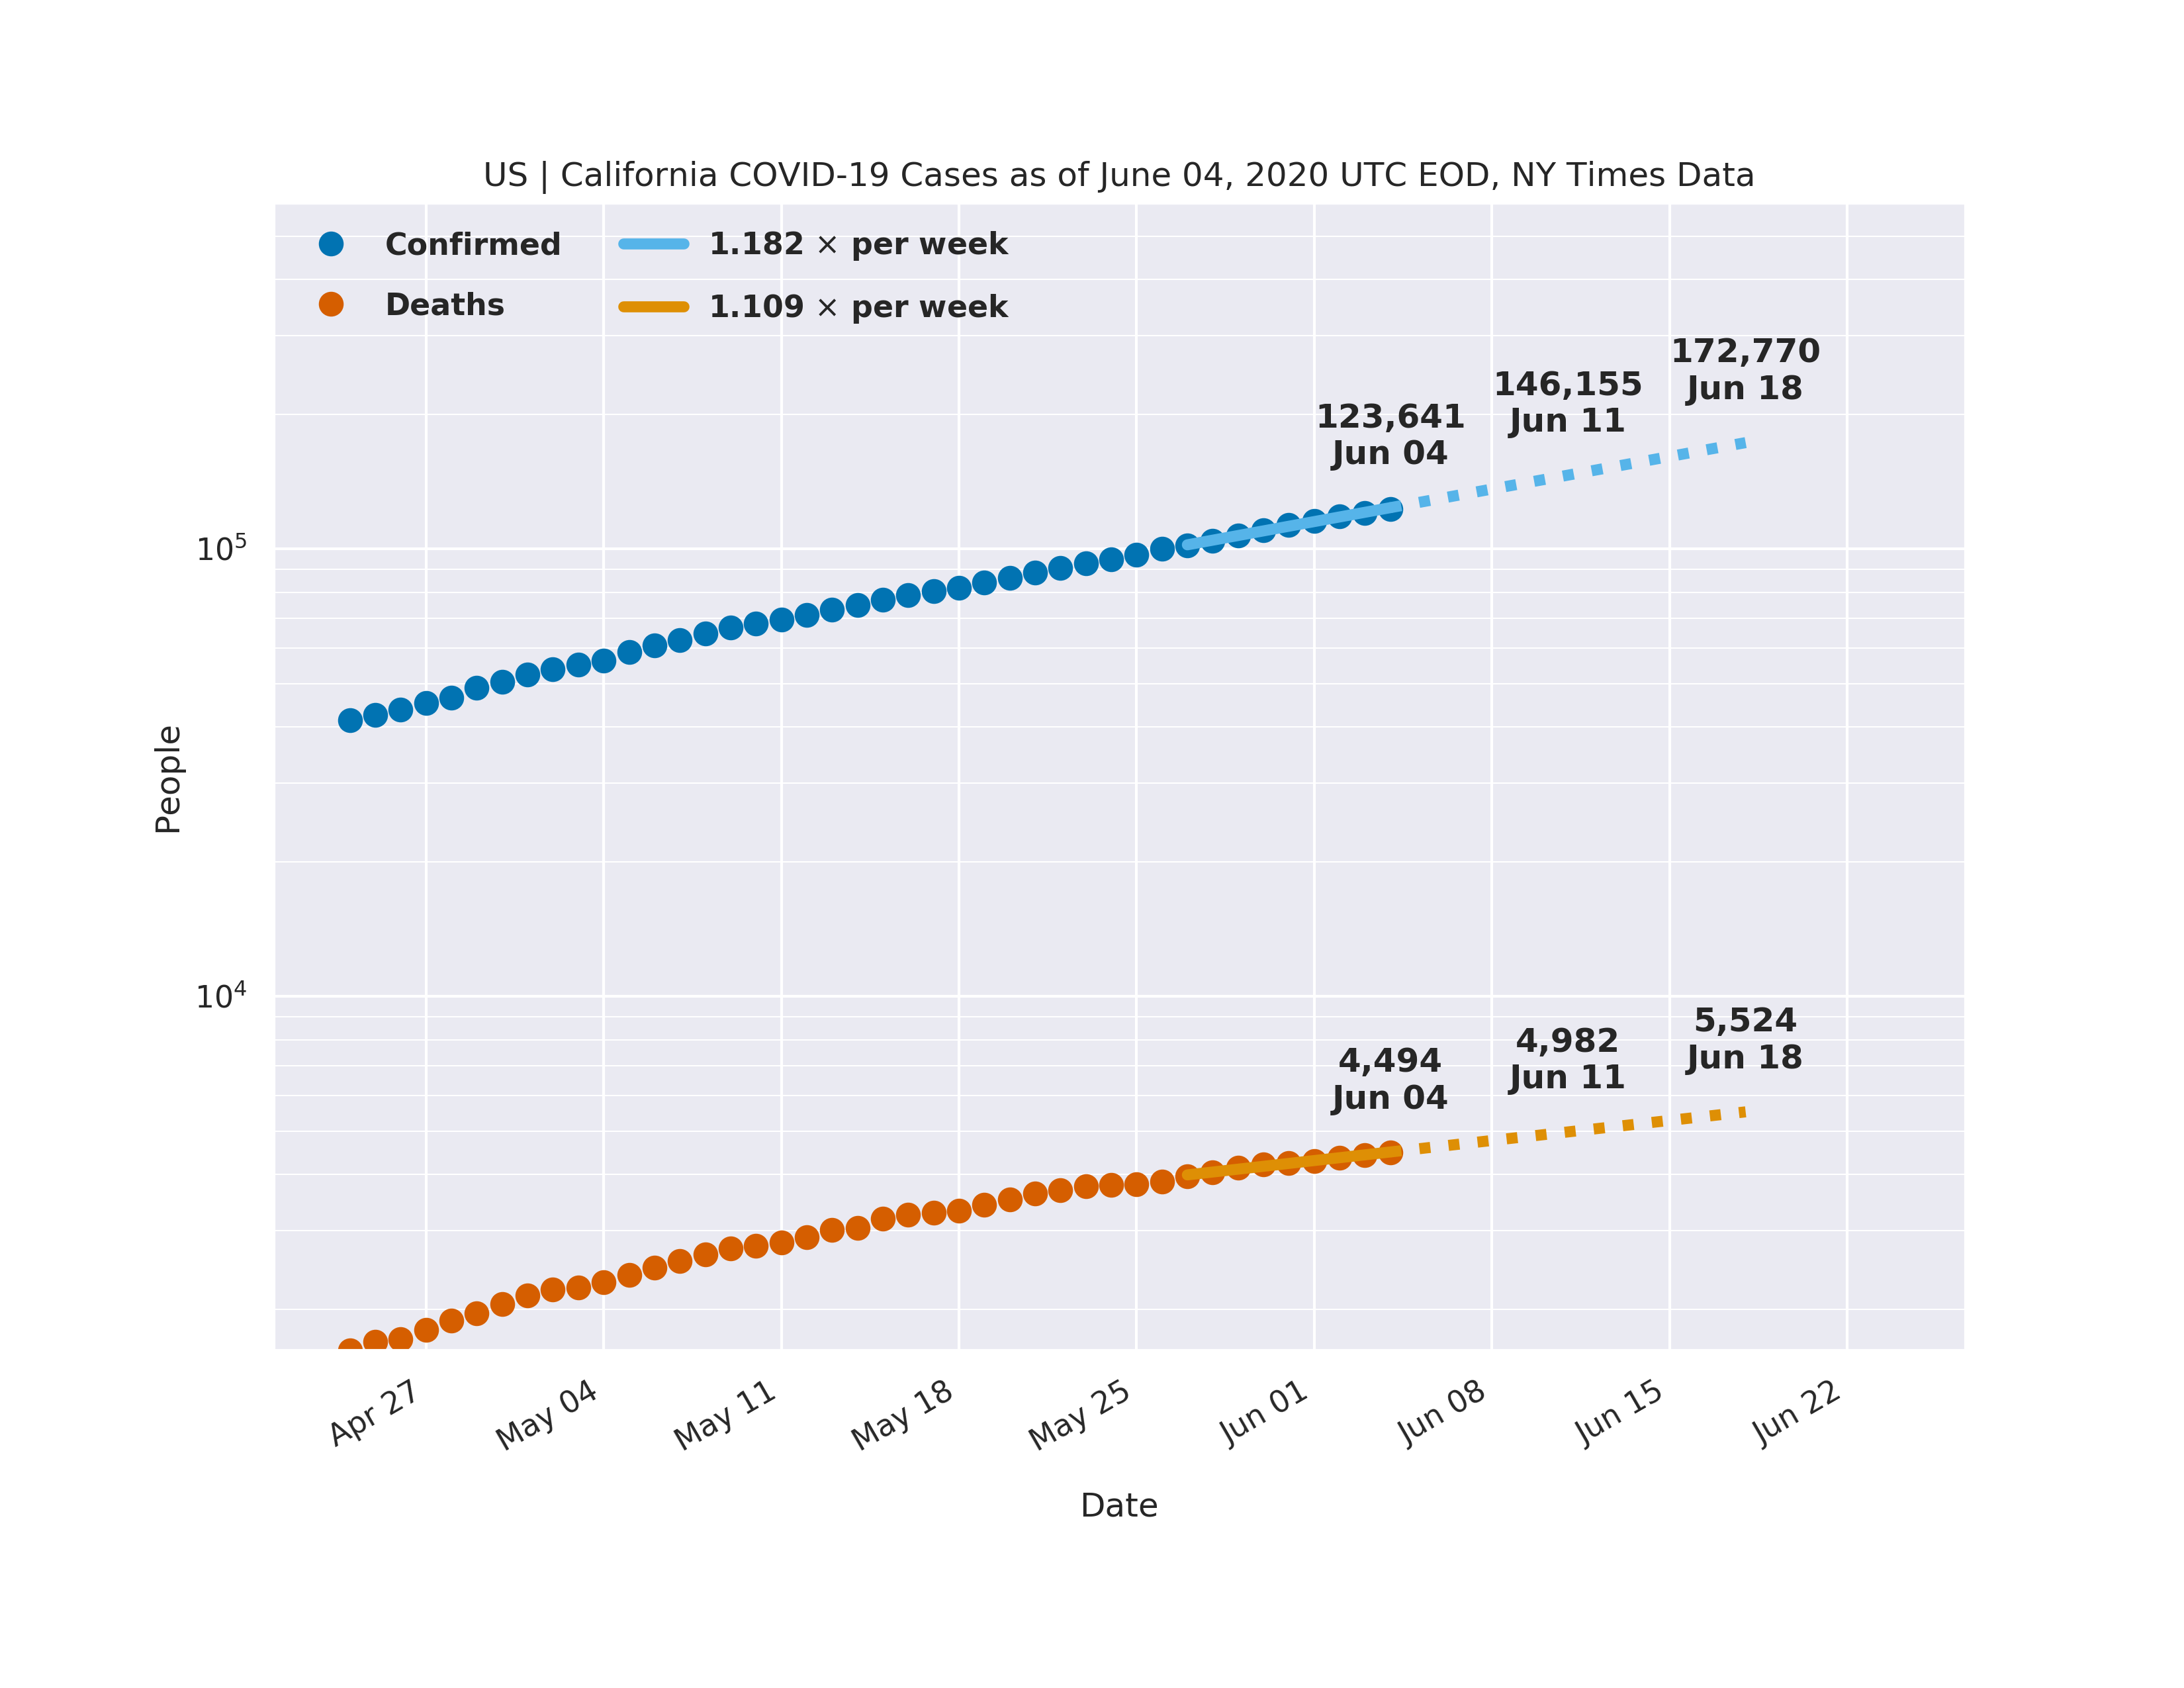 US | California COVID-19 Cases as of June 04, 2020 UTC EOD, NY Times Data
Confirmed
Deaths
1.182 × per week
1.109 × per week
172,770
Jun 18
146,155
Jun 11
123,641
Jun 04
10⁵
People
10⁴
5,524
Jun 18
4,982
Jun 11
4,494
Jun 04
Apr 27
May 04
May 11
May 18
May 25
Jun 01
Jun 08
Jun 15
Jun 22
Date